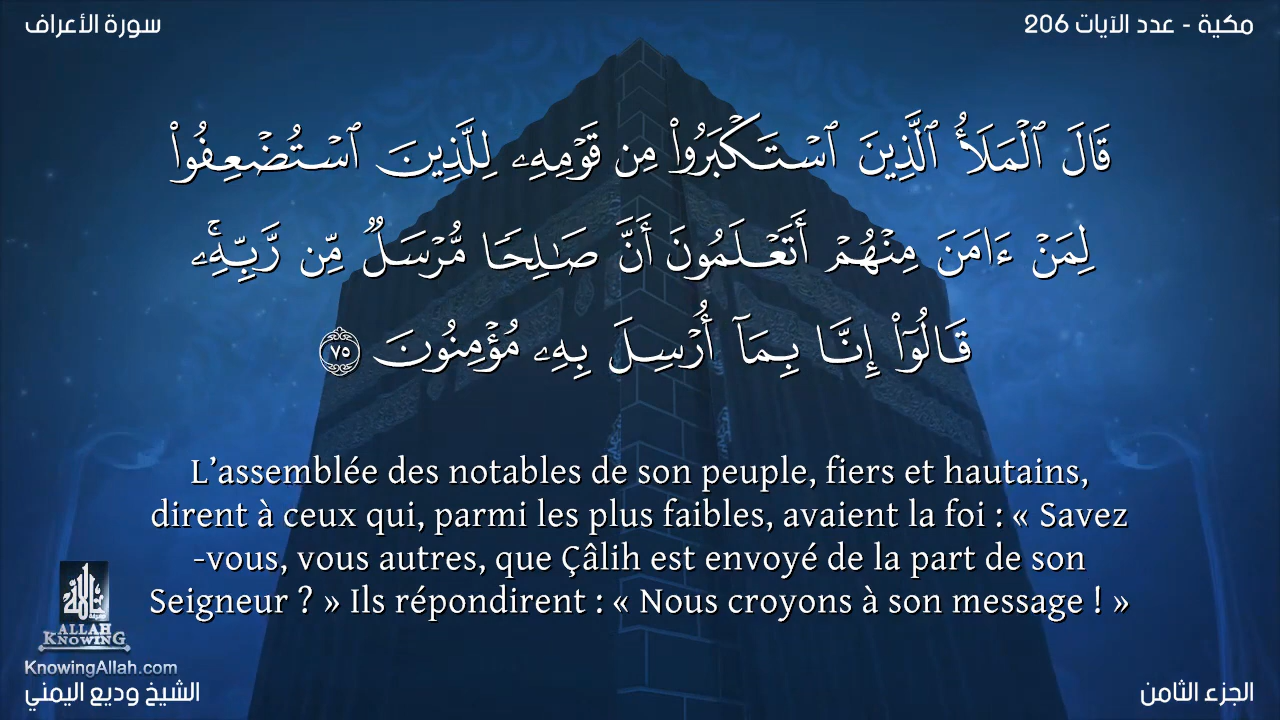 مكية - عدد الآيات 206
سورة الأعراف
قَالَ ٱلْمَلَأُ ٱلَّذِينَ ٱسْتَكْبَرُوا۟ مِن قَوْمِهِۦ لِلَّذِينَ ٱسْتُضْعِفُوا۟
لِمَنْ ءَامَنَ مِنْهُمْ أَتَعْلَمُونَ أَنَّ صَـٰلِحًا مُّرْسَلٌ مِّن رَّبِّهِۦ ۚ
قَالُوٓا۟ إِنَّا بِمَآ أُرْسِلَ بِهِۦ مُؤْمِنُونَ ٧٥
L’assemblée des notables de son peuple, fiers et hautains,
dirent à ceux qui, parmi les plus faibles, avaient la foi : « Savez
-vous, vous autres, que Çâlih est envoyé de la part de son
Seigneur ? » Ils répondirent : « Nous croyons à son message ! »
ALLAH
KNOWING
KnowingAllah.com
الشيخ وديع اليمني
الجزء الثامن